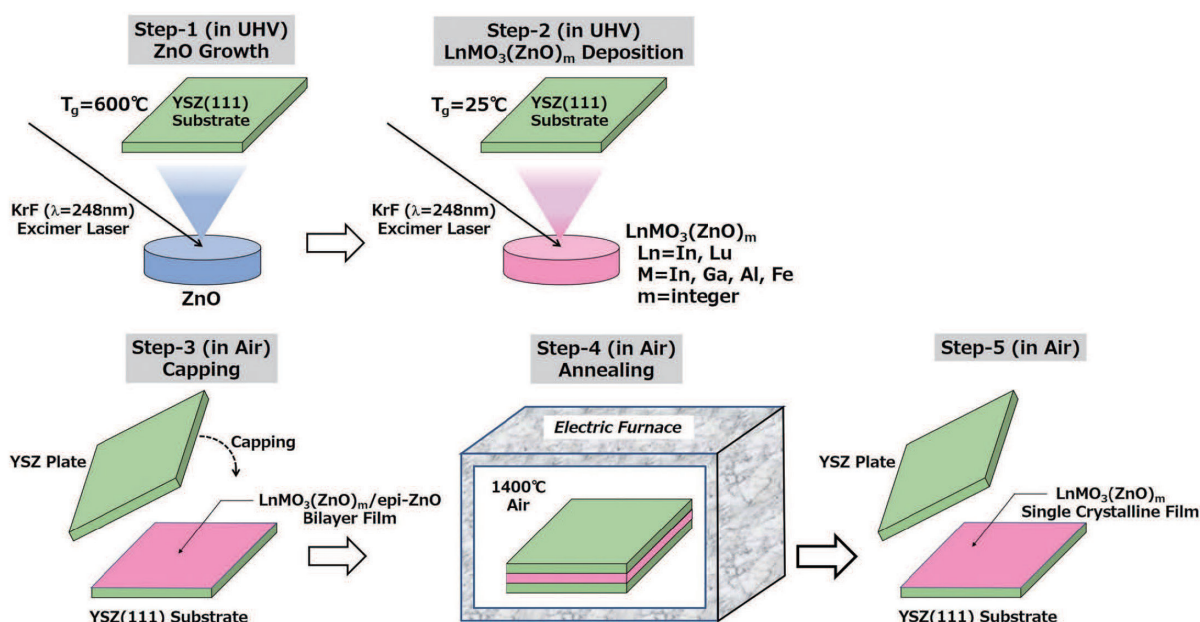 Step-1 (in UHV)
ZnO Growth
Tg=600℃
YSZ(111)
Substrate
KrF (λ=248nm)
Excimer Laser
ZnO
Step-2 (in UHV)
LnMO3(ZnO)m Deposition
Tg=25℃
YSZ(111)
Substrate
KrF (λ=248nm)
Excimer Laser
LnMO3(ZnO)m
Ln=In, Lu
M=In, Ga, Al, Fe
m=integer
Step-3 (in Air)
Capping
YSZ Plate
Capping
LnMO3(ZnO)m/epi-ZnO
Bilayer Film
YSZ(111) Substrate
Step-4 (in Air)
Annealing
Electric Furnace
1400℃
Air
Step-5 (in Air)
YSZ Plate
LnMO3(ZnO)m
Single Crystalline Film
YSZ(111) Substrate